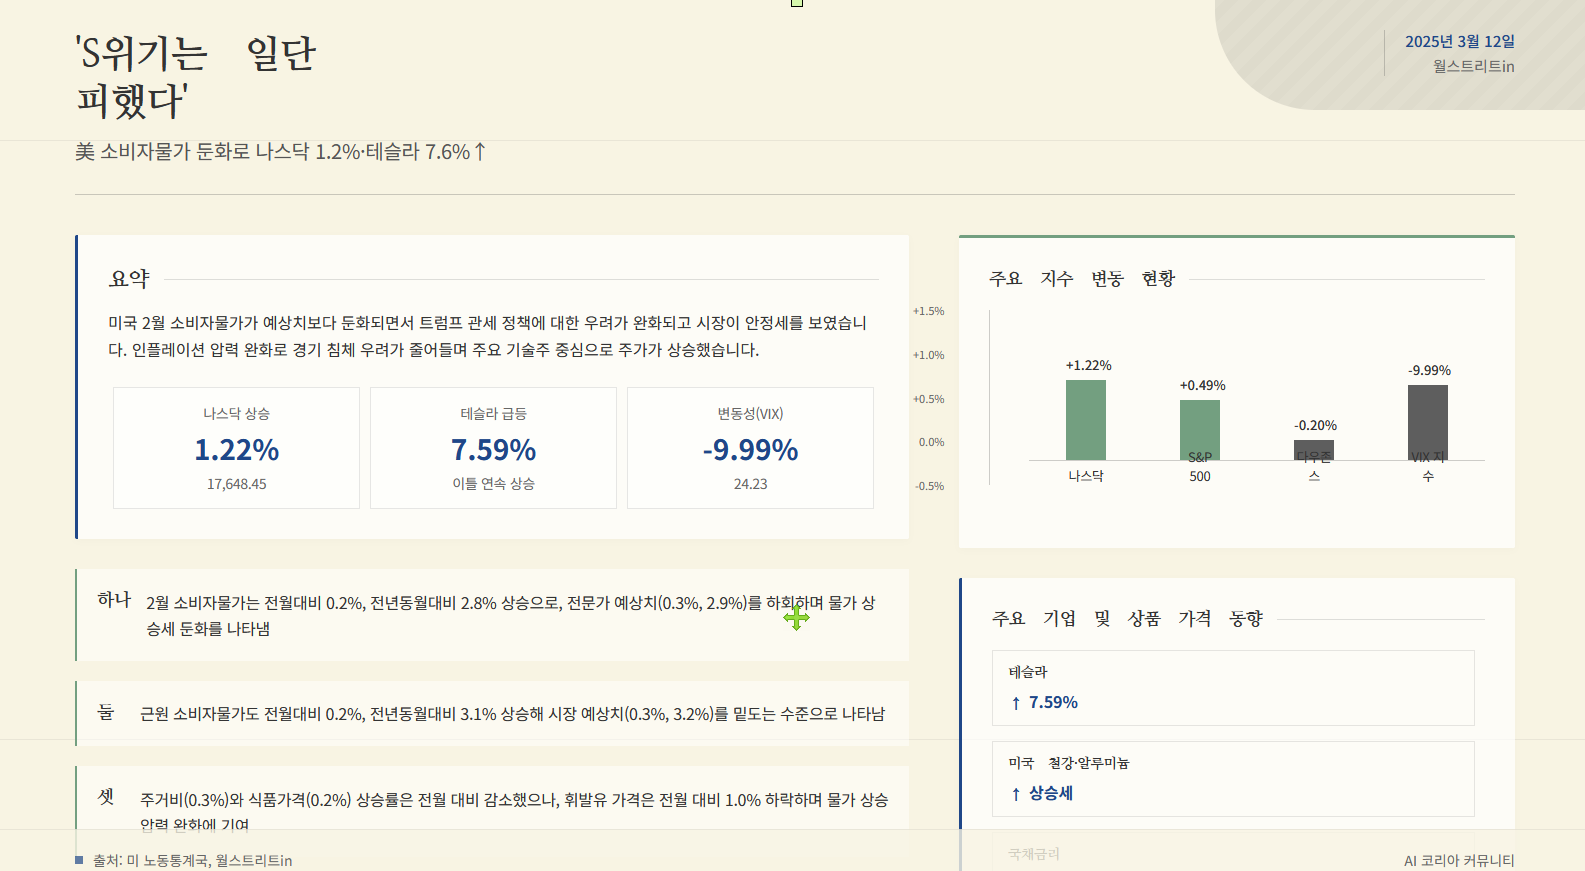 'S위기는 일단
피했다'
美 소비자물가 둔화로 나스닥 1.2%·테슬라 7.6%↑
2025년 3월 12일
월스트리트in
요약
미국 2월 소비자물가가 예상치보다 둔화되면서 트럼프 관세 정책에 대한 우려가 완화되고 시장이 안정세를 보였습니
다. 인플레이션 압력 완화로 경기 침체 우려가 줄어들며 주요 기술주 중심으로 주가가 상승했습니다.
나스닥 상승
1.22%
17,648.45
테슬라 급등
7.59%
이틀 연속 상승
변동성(VIX)
-9.99%
24.23
하나
2월 소비자물가는 전월대비 0.2%, 전년동월대비 2.8% 상승으로, 전문가 예상치(0.3%, 2.9%)를 하회하며 물가 상
승세 둔화를 나타냄
둘
근원 소비자물가도 전월대비 0.2%, 전년동월대비 3.1% 상승해 시장 예상치(0.3%, 3.2%)를 밑도는 수준으로 나타남
셋
주거비(0.3%)와 식품가격(0.2%) 상승률은 전월 대비 감소했으나, 휘발유 가격은 전월 대비 1.0% 하락하며 물가 상승
압력 완화에 기여
주요 지수 변동 현황
+1.5%
+1.0%
+0.5%
0.0%
-0.5%
+1.22%
+0.49%
-0.20%
-9.99%
나스닥
S&P
500
다우존
스
VIX 지
수
주요 기업 및 상품 가격 동향
테슬라
↑ 7.59%
미국 철강·알루미늄
↑ 상승세
국채금리
출처: 미 노동통계국, 월스트리트in
AI 코리아 커뮤니티